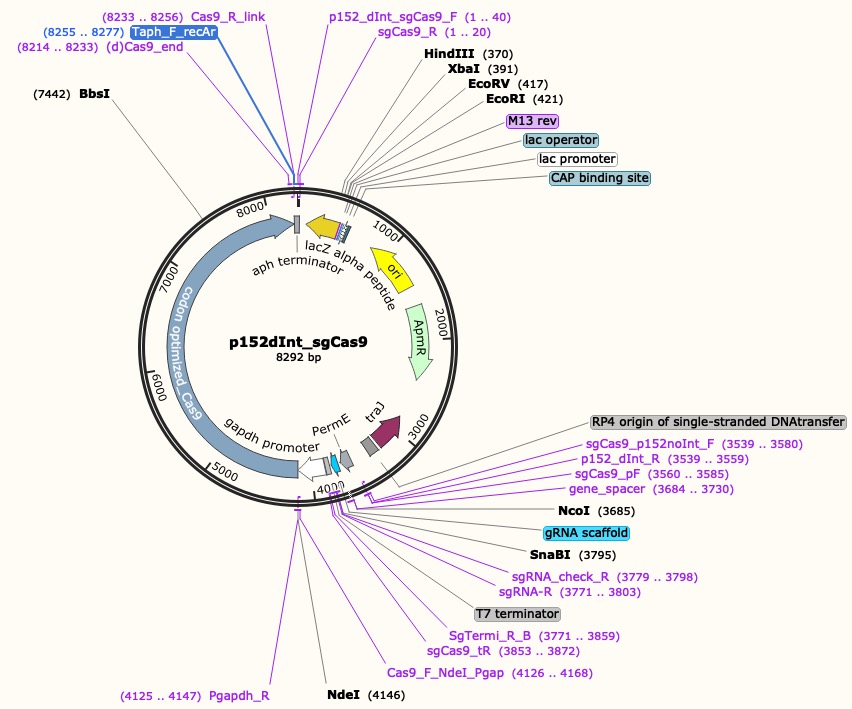 (8233 .. 8256) Cas9_R_link
(8255 .. 8277) Taph_F_recAr
(8214 .. 8233) (d)Cas9_end
(7442) BbsI
p152_dInt_sgCas9_F (1 .. 40)
sgCas9_R (1 .. 20)
HindIII (370)
XbaI (391)
EcoRV (417)
EcoRI (421)
M13 rev
lac operator
lac promoter
CAP binding site
8000
1000
7000
2000
6000
3000
5000
4000
lacZ alpha peptide
aph terminator
ori
ApmR
codon optimized_Cas9
p152dInt_sgCas9
8292 bp
traJ
PermE
gapdh promoter
RP4 origin of single-stranded DNAtransfer
sgCas9_p152noInt_F (3539 .. 3580)
p152_dInt_R (3539 .. 3559)
sgCas9_pF (3560 .. 3585)
gene_spacer (3684 .. 3730)
NcoI (3685)
gRNA scaffold
SnaBI (3795)
sgRNA_check_R (3779 .. 3798)
sgRNA-R (3771 .. 3803)
T7 terminator
SgTermi_R_B (3771 .. 3859)
sgCas9_tR (3853 .. 3872)
Cas9_F_NdeI_Pgap (4126 .. 4168)
NdeI (4146)
(4125 .. 4147) Pgapdh_R